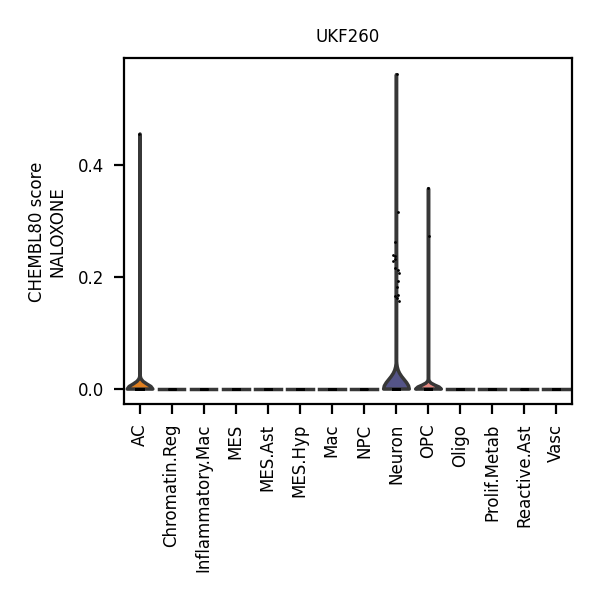 UKF260
CHEMBL80 score
NALOXONE
0.4
0.2
0.0
AC
Chromatin.Reg
Inflammatory.Mac
MES
MES.Ast
MES.Hyp
Mac
NPC
Neuron
OPC
Oligo
Prolif.Metab
Reactive.Ast
Vasc